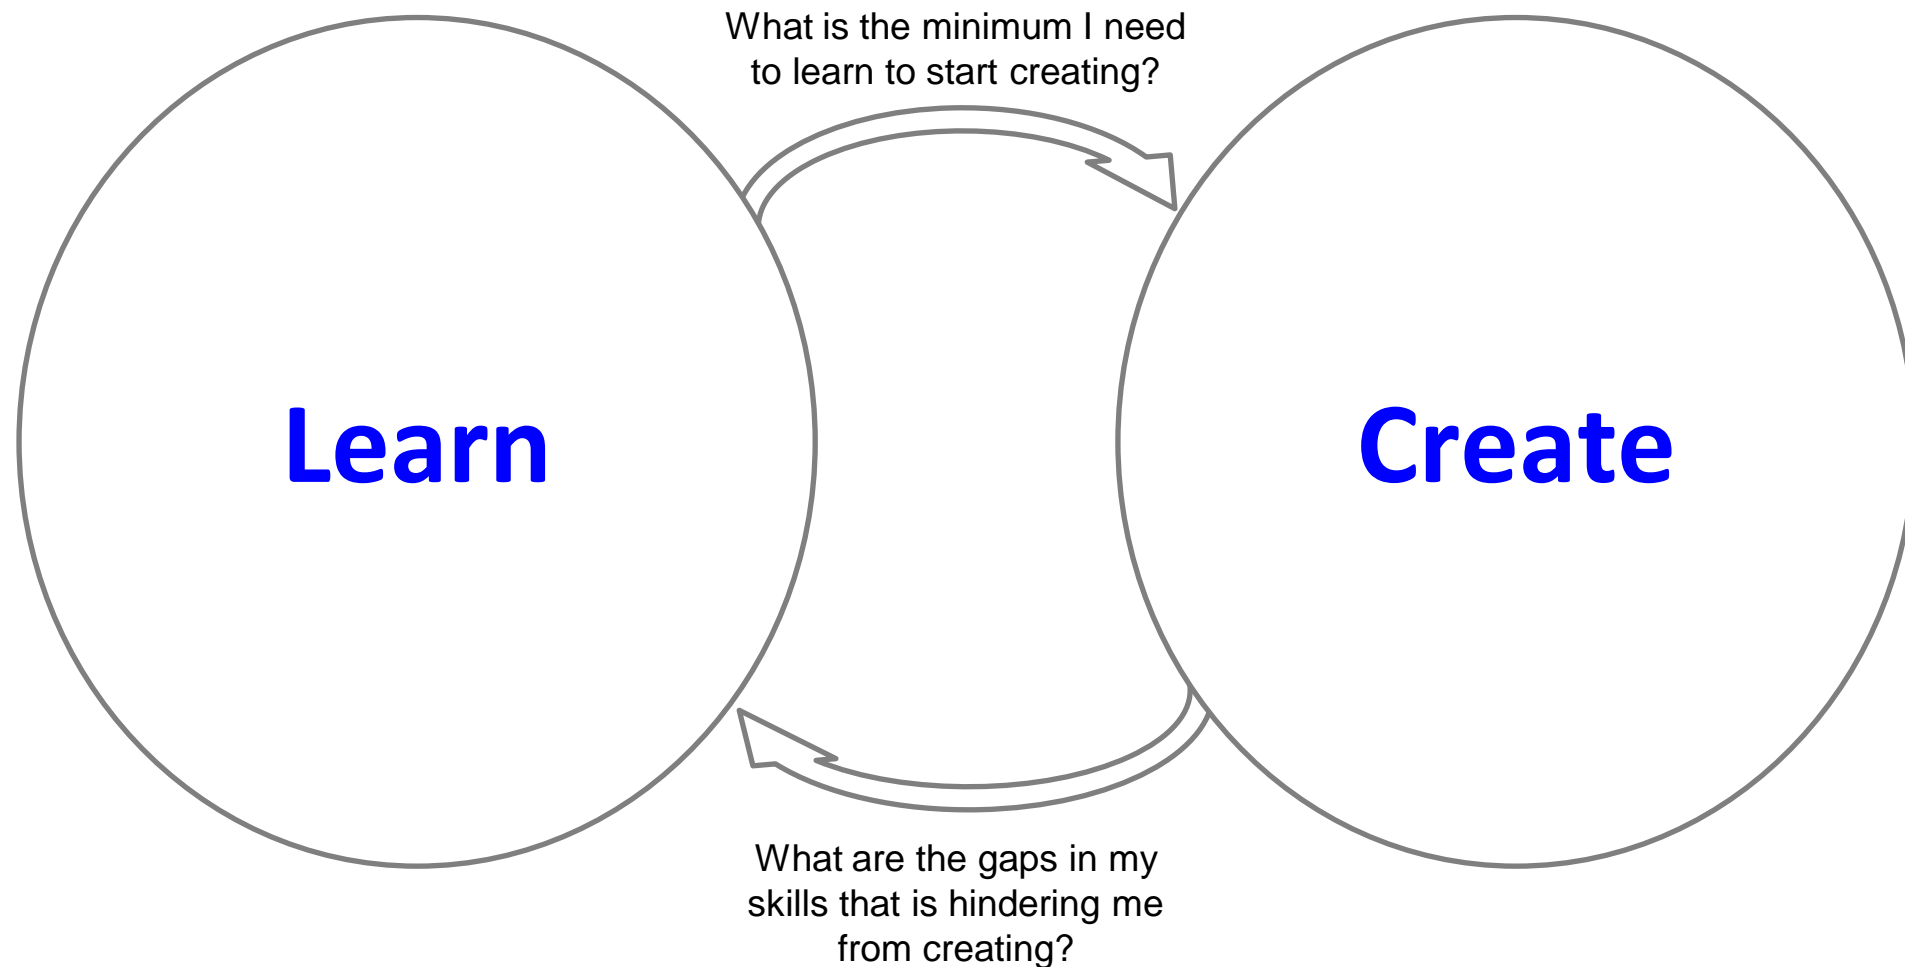 What is the minimum I need
to learn to start creating?
Learn
Create
What are the gaps in my
skills that is hindering me
from creating?